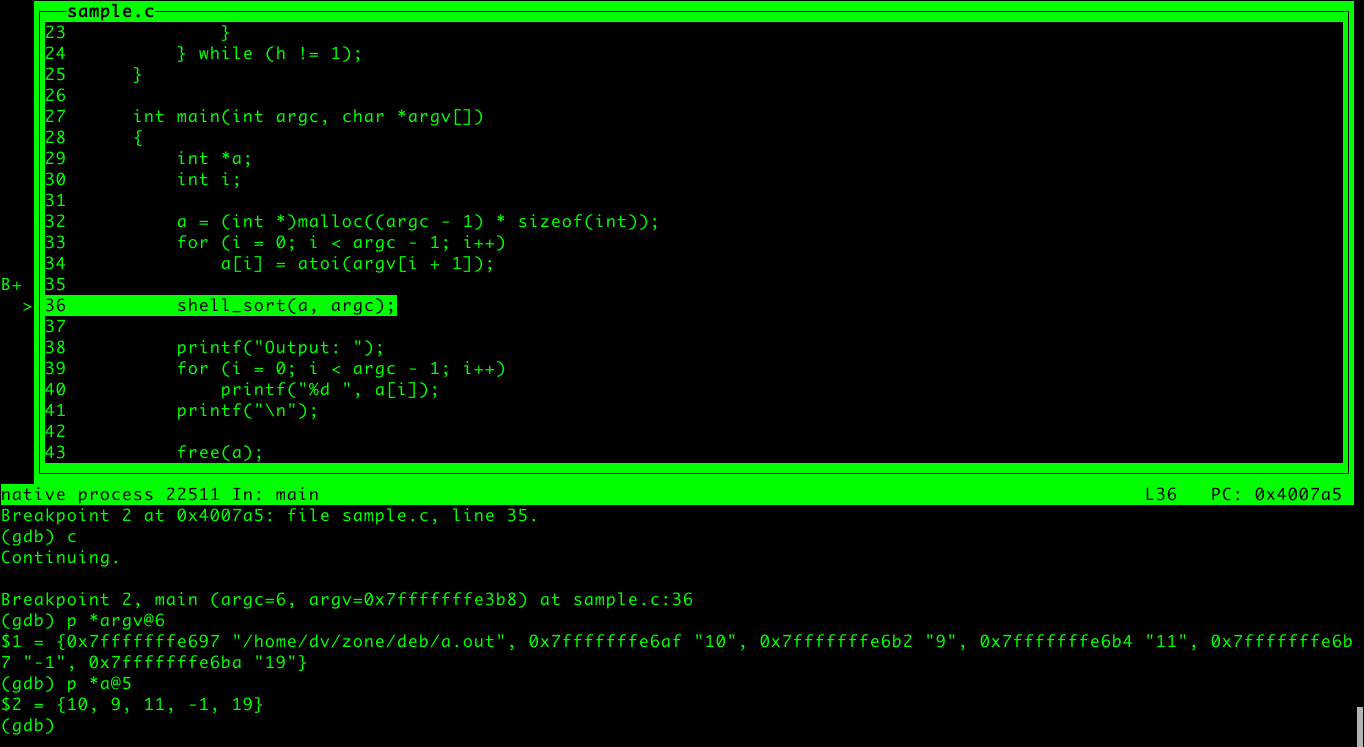 sample.c
23              }
24          } while (h != 1);
25      }
26
27      int main(int argc, char *argv[])
28      {
29          int *a;
30          int i;
31
32          a = (int *)malloc((argc - 1) * sizeof(int));
33          for (i = 0; i < argc - 1; i++)
34              a[i] = atoi(argv[i + 1]);
B+ 35
> 36          shell_sort(a, argc);
37
38          printf("Output: ");
39          for (i = 0; i < argc - 1; i++)
40              printf("%d ", a[i]);
41          printf("\n");
42
43          free(a);
native process 22511 In: main L36 PC: 0x4007a5
Breakpoint 2 at 0x4007a5: file sample.c, line 35.
(gdb) c
Continuing.
Breakpoint 2, main (argc=6, argv=0x7fffffffe3b8) at sample.c:36
(gdb) p *argv@6
$1 = {0x7fffffffe697 "/home/dv/zone/deb/a.out", 0x7fffffffe6af "10", 0x7fffffffe6b2 "9", 0x7fffffffe6b4 "11", 0x7fffffffe6b
7 "-1", 0x7fffffffe6ba "19"}
(gdb) p *a@5
$2 = {10, 9, 11, -1, 19}
(gdb)